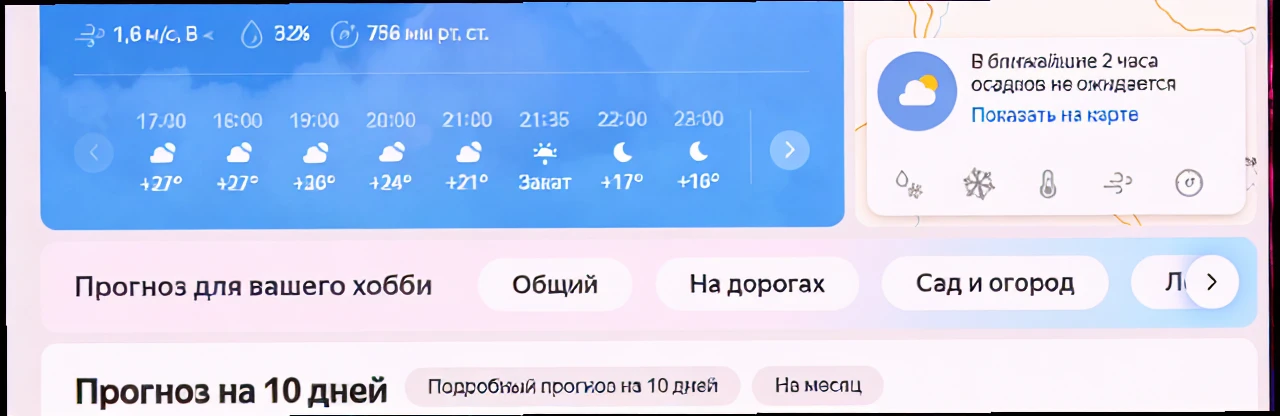 1,6 м/с, В < 32% 756 мм рт. ст.
17:00 18:00 19:00 20:00 21:00 21:35 22:00 23:00
+27° +27° +26° +24° +21° Закат +17° +16°
В ближайшие 2 часа
осадков не ожидается
Показать на карте
Прогноз для вашего хобби Общий На дорогах Сад и огород
Прогноз на 10 дней Подробный прогноз на 10 дней На месяц